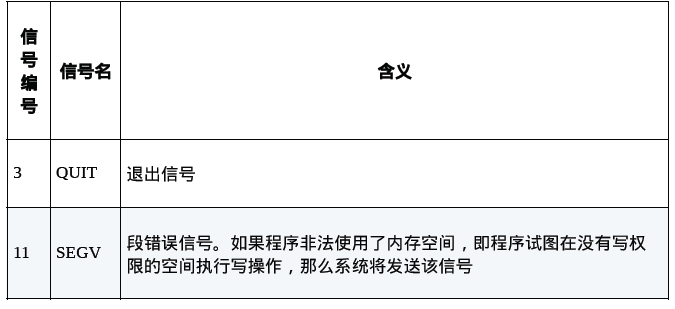 信
号
编
号
信号名
含义
3
QUIT
退出信号
11
SEGV
段错误信号。如果程序非法使用了内存空间，即程序试图在没有写权
限的空间执行写操作，那么系统将发送该信号